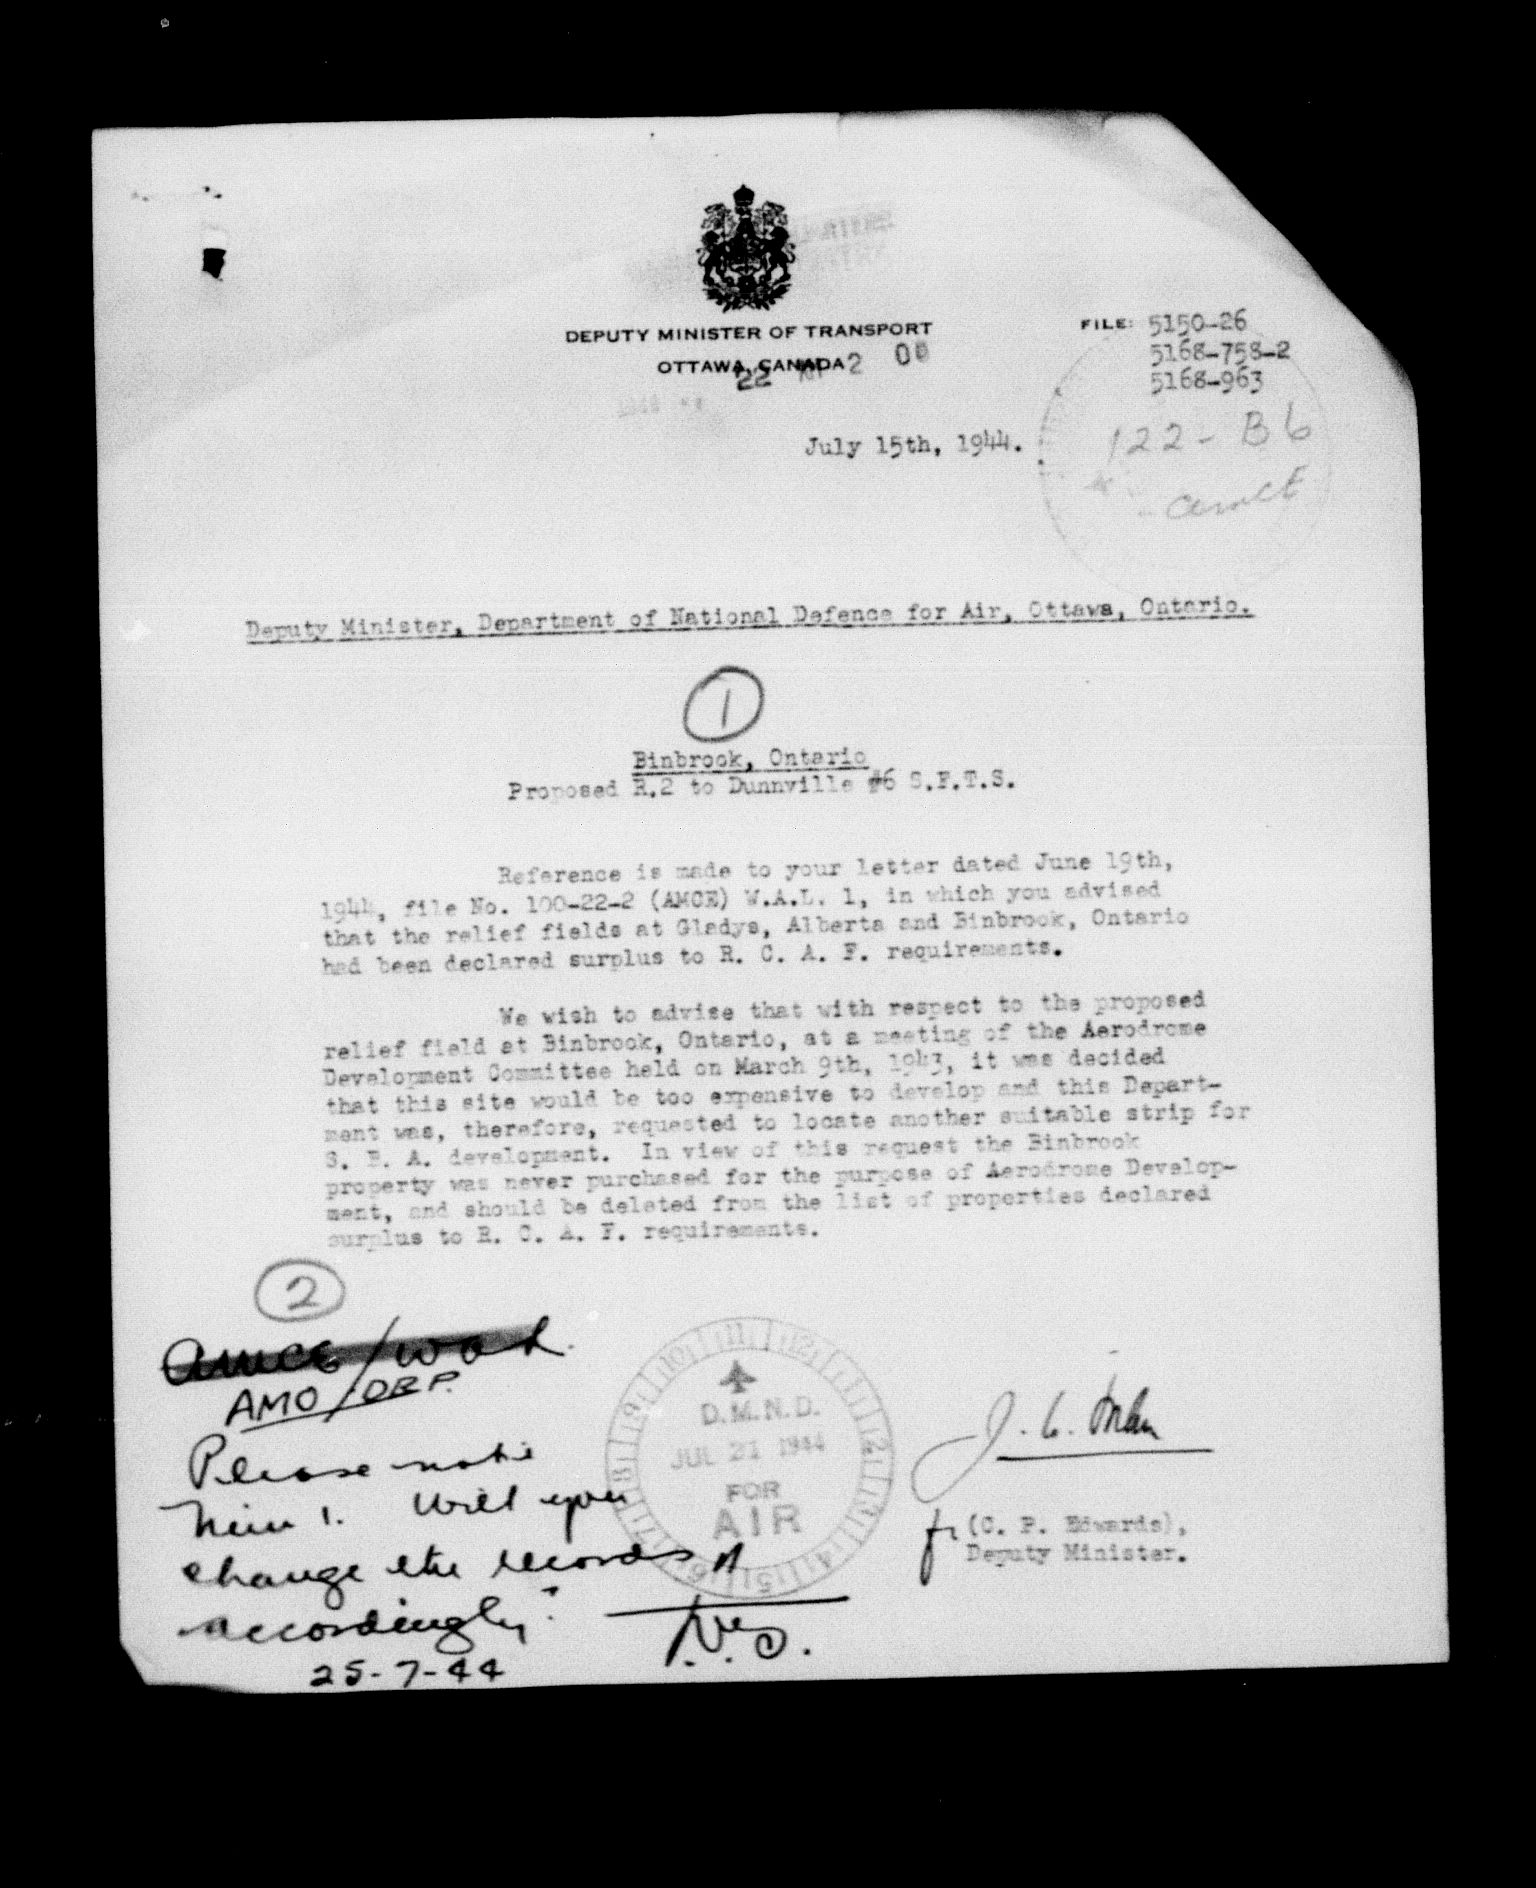 DEPUTY MINISTER OF TRANSPORT
OTTAWA, CANADA
22 2 00
FILE: 5150-26
5168-758-2
5168-963
122-B6
July 15th, 1944.
Deputy Minister, Department of National Defence for Air, Ottawa, Ontario.
1
Binbrook, Ontario
Proposed R.2 to Dunnville #6 S.F.T.S.
Reference is made to your letter dated June 19th,
1944, file No. 100-22-2 (AMCE) W.A.L. 1, in which you advised
that the relief fields at Gladys, Alberta and Binbrook, Ontario
had been declared surplus to R. C. A. F. requirements.
We wish to advise that with respect to the proposed
relief field at Binbrook, Ontario, at a meeting of the Aerodrome
Development Committee held on March 9th, 1943, it was decided
that this site would be too expensive to develop and this Depart-
ment was, therefore, requested to locate another suitable strip for
S. B. A. development. In view of this request the Binbrook
property was never purchased for the purpose of Aerodrome Develop-
ment, and should be deleted from the list of properties declared
surplus to R. C. A. F. requirements.
2
AMCE/WAL
AMO/DBP.
Please note
Min 1. Will you
change the records
accordingly.
25-7-44
D.M.N.D.
JUL 21 1944
FOR
AIR
(C. P. Edwards),
Deputy Minister.